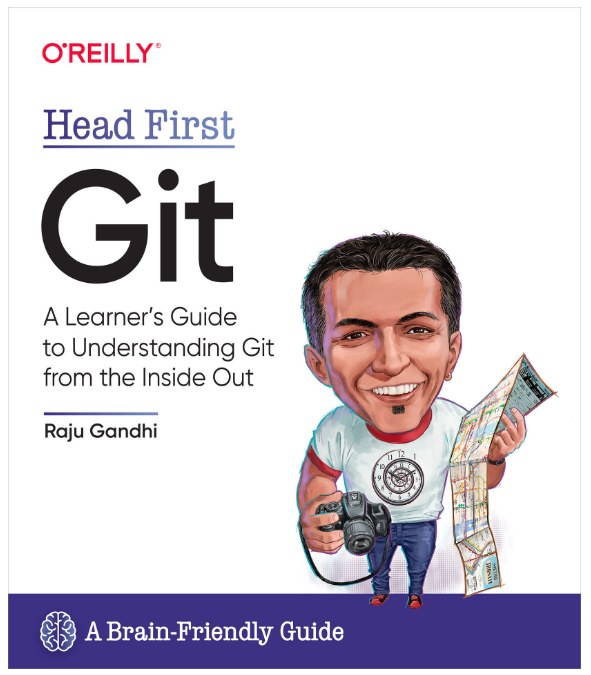 O'REILLY®
Head First
Git
A Learner's Guide
to Understanding Git
from the Inside Out
Raju Gandhi
A Brain-Friendly Guide